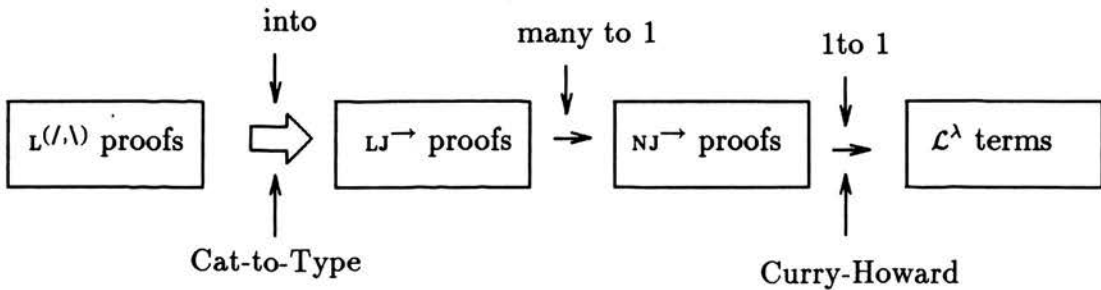 into
many to 1
1to 1
L(/,\) proofs
LJ→ proofs
NJ→ proofs
ℒλ terms
Cat-to-Type
Curry-Howard